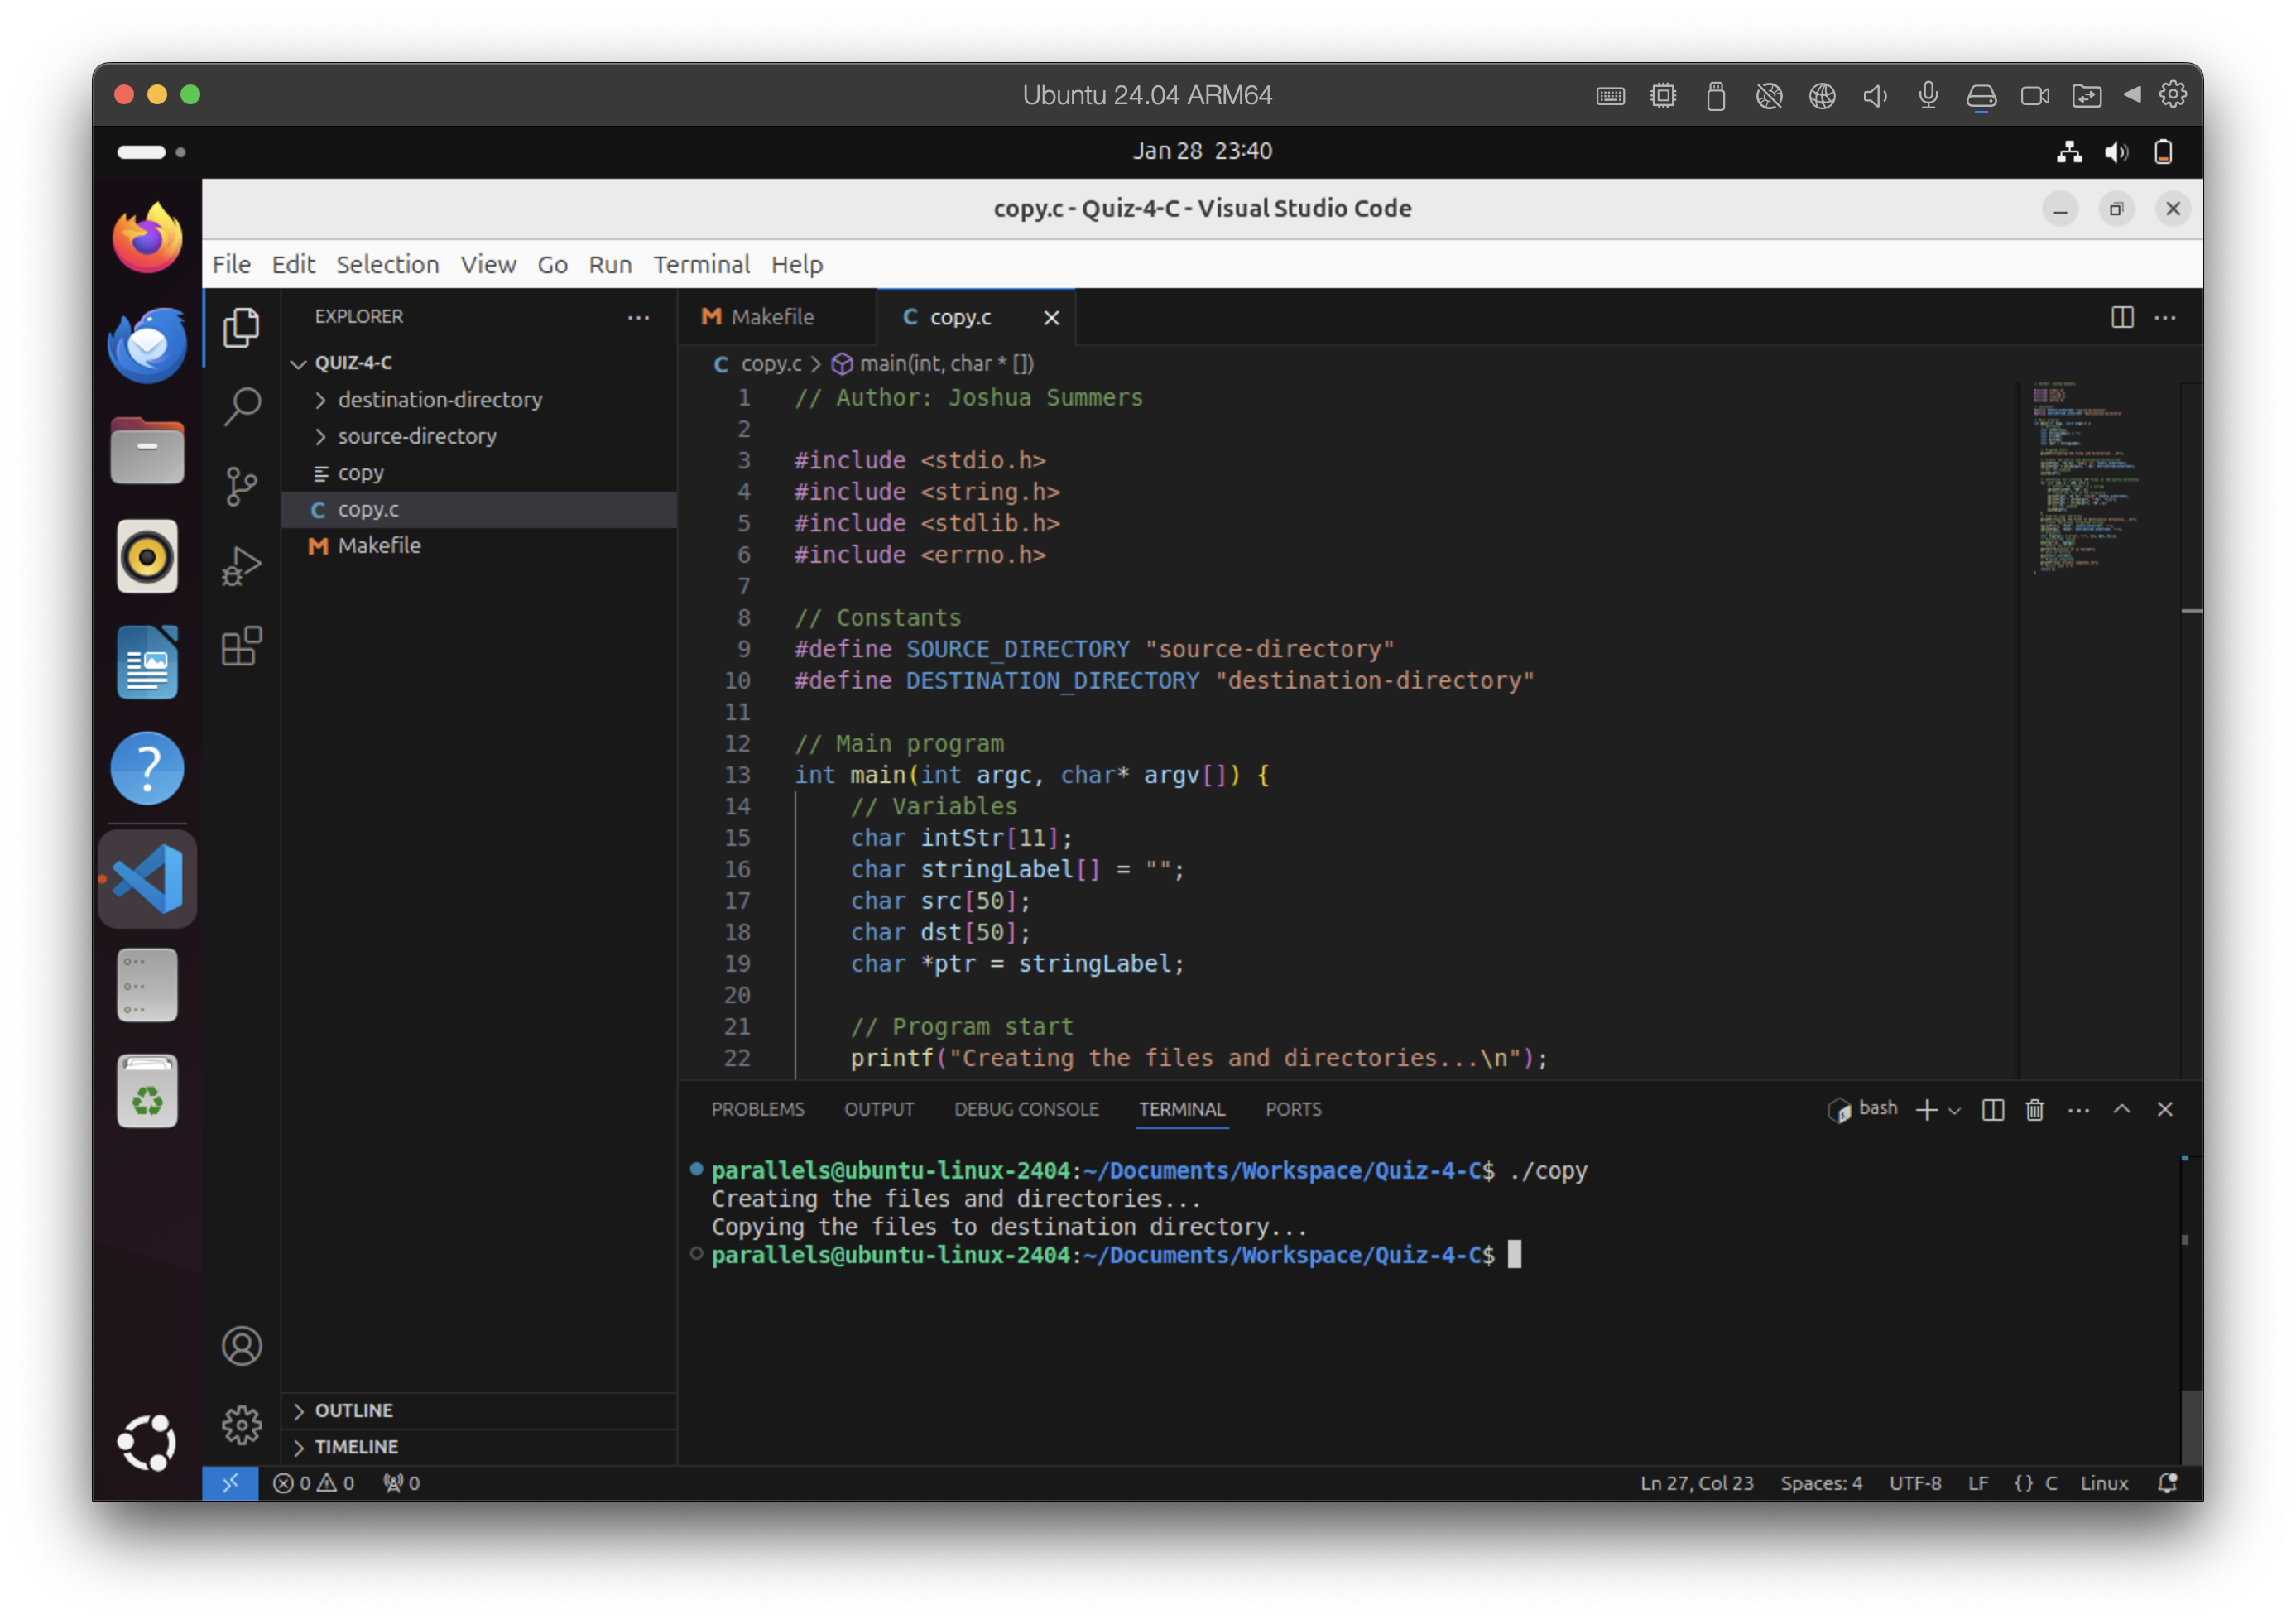 Ubuntu 24.04 ARM64
Jan 28 23:40
copy.c - Quiz-4-C - Visual Studio Code
File Edit Selection View Go Run Terminal Help
EXPLORER
QUIZ-4-C
destination-directory
source-directory
copy
C copy.c
M Makefile
OUTLINE
TIMELINE
M Makefile C copy.c
C copy.c > main(int, char * [])
1 // Author: Joshua Summers
2
3 #include <stdio.h>
4 #include <string.h>
5 #include <stdlib.h>
6 #include <errno.h>
7
8 // Constants
9 #define SOURCE_DIRECTORY "source-directory"
10 #define DESTINATION_DIRECTORY "destination-directory"
11
12 // Main program
13 int main(int argc, char* argv[]) {
14 // Variables
15 char intStr[11];
16 char stringLabel[] = "";
17 char src[50];
18 char dst[50];
19 char *ptr = stringLabel;
20
21 // Program start
22 printf("Creating the files and directories...\n");
PROBLEMS OUTPUT DEBUG CONSOLE TERMINAL PORTS
bash
parallels@ubuntu-linux-2404:~/Documents/Workspace/Quiz-4-C$ ./copy
Creating the files and directories...
Copying the files to destination directory...
parallels@ubuntu-linux-2404:~/Documents/Workspace/Quiz-4-C$
0 0 0
Ln 27, Col 23 Spaces: 4 UTF-8 LF {} C Linux